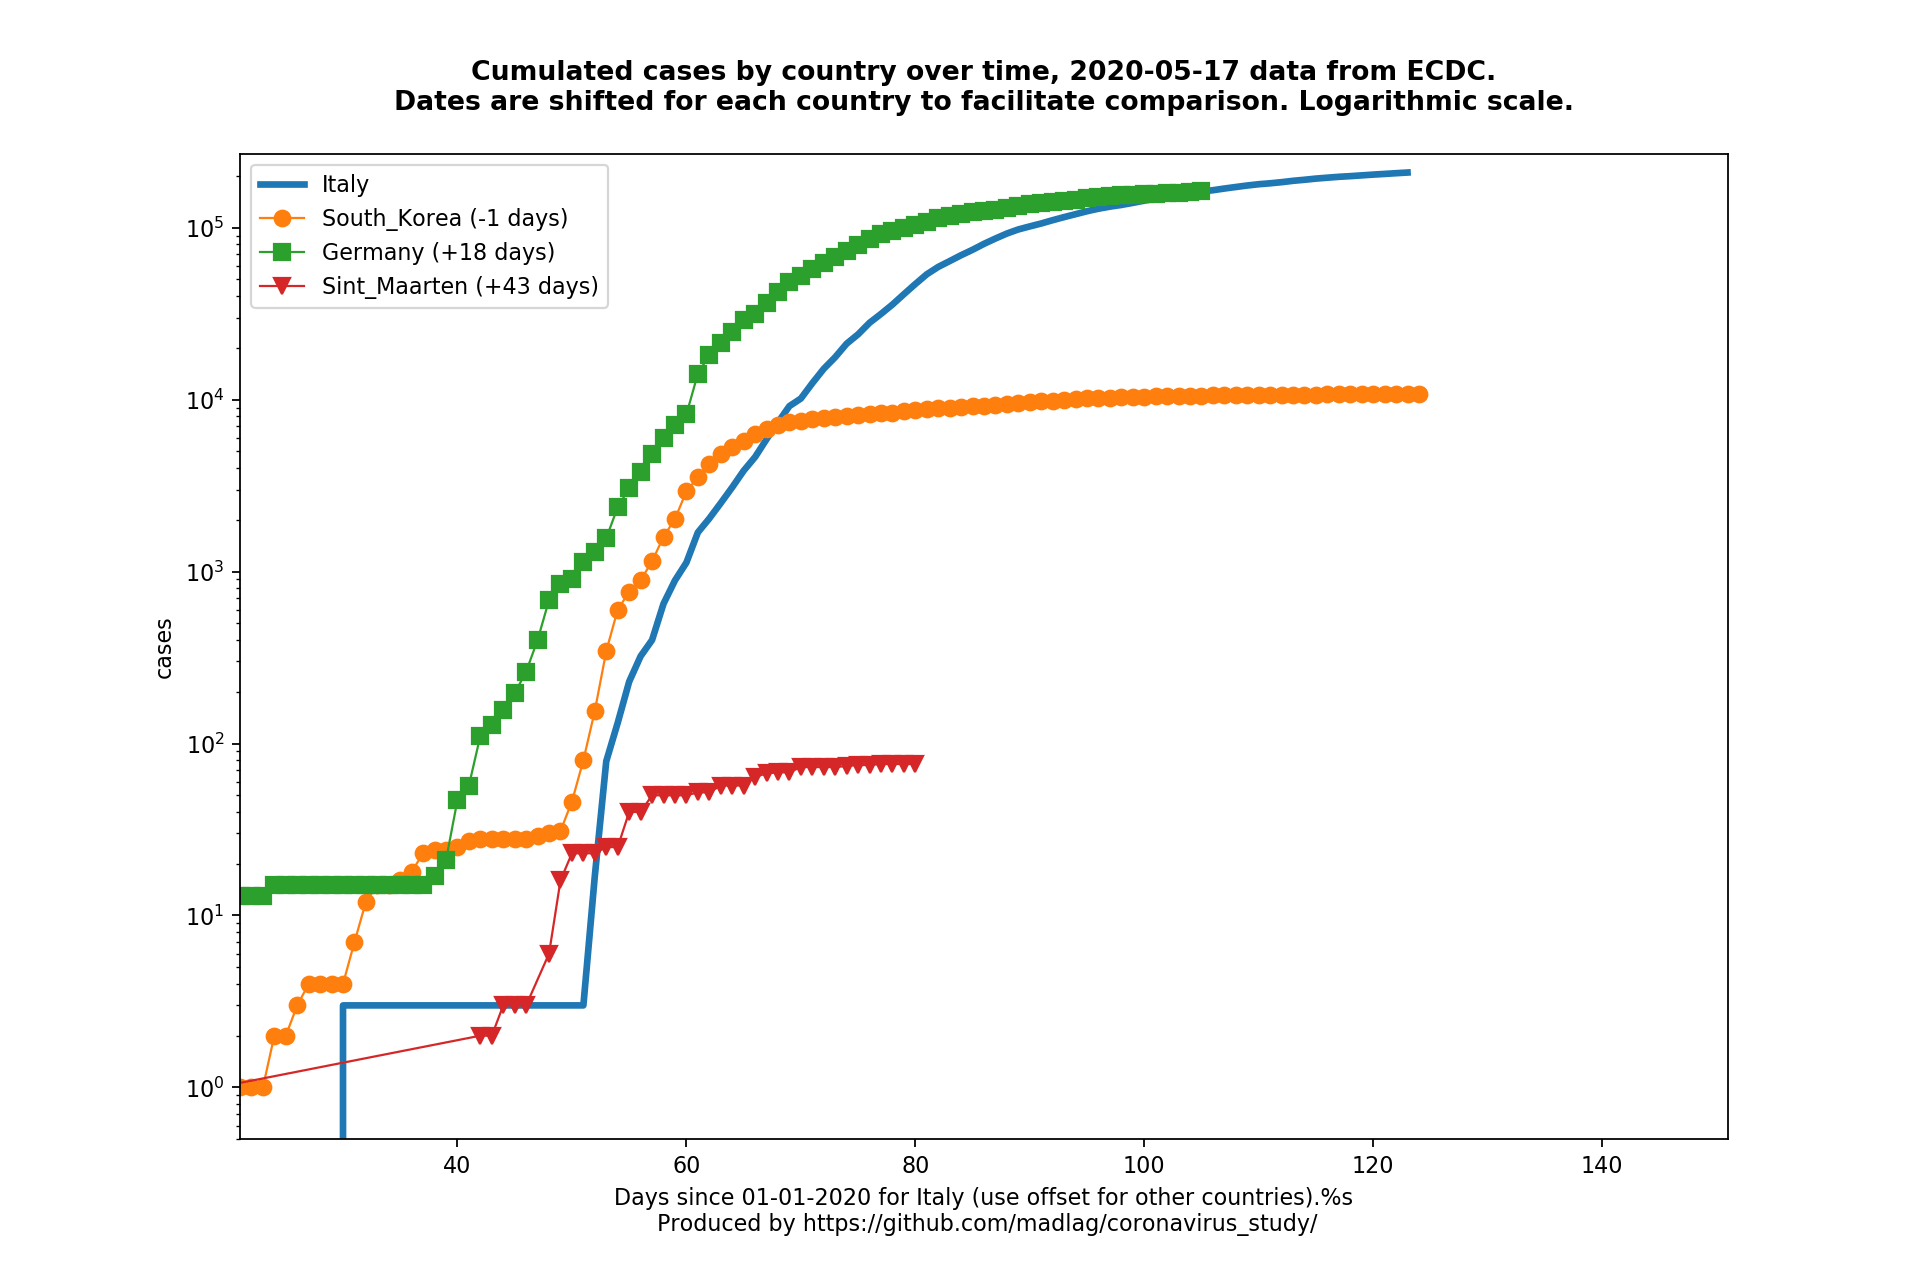 Cumulated cases by country over time, 2020-05-17 data from ECDC.
Dates are shifted for each country to facilitate comparison. Logarithmic scale.
Italy
South_Korea (-1 days)
Germany (+18 days)
Sint_Maarten (+43 days)
10⁵
10⁴
10³
10²
10¹
10⁰
cases
40 60 80 100 120 140
Days since 01-01-2020 for Italy (use offset for other countries).%s
Produced by https://github.com/madlag/coronavirus_study/